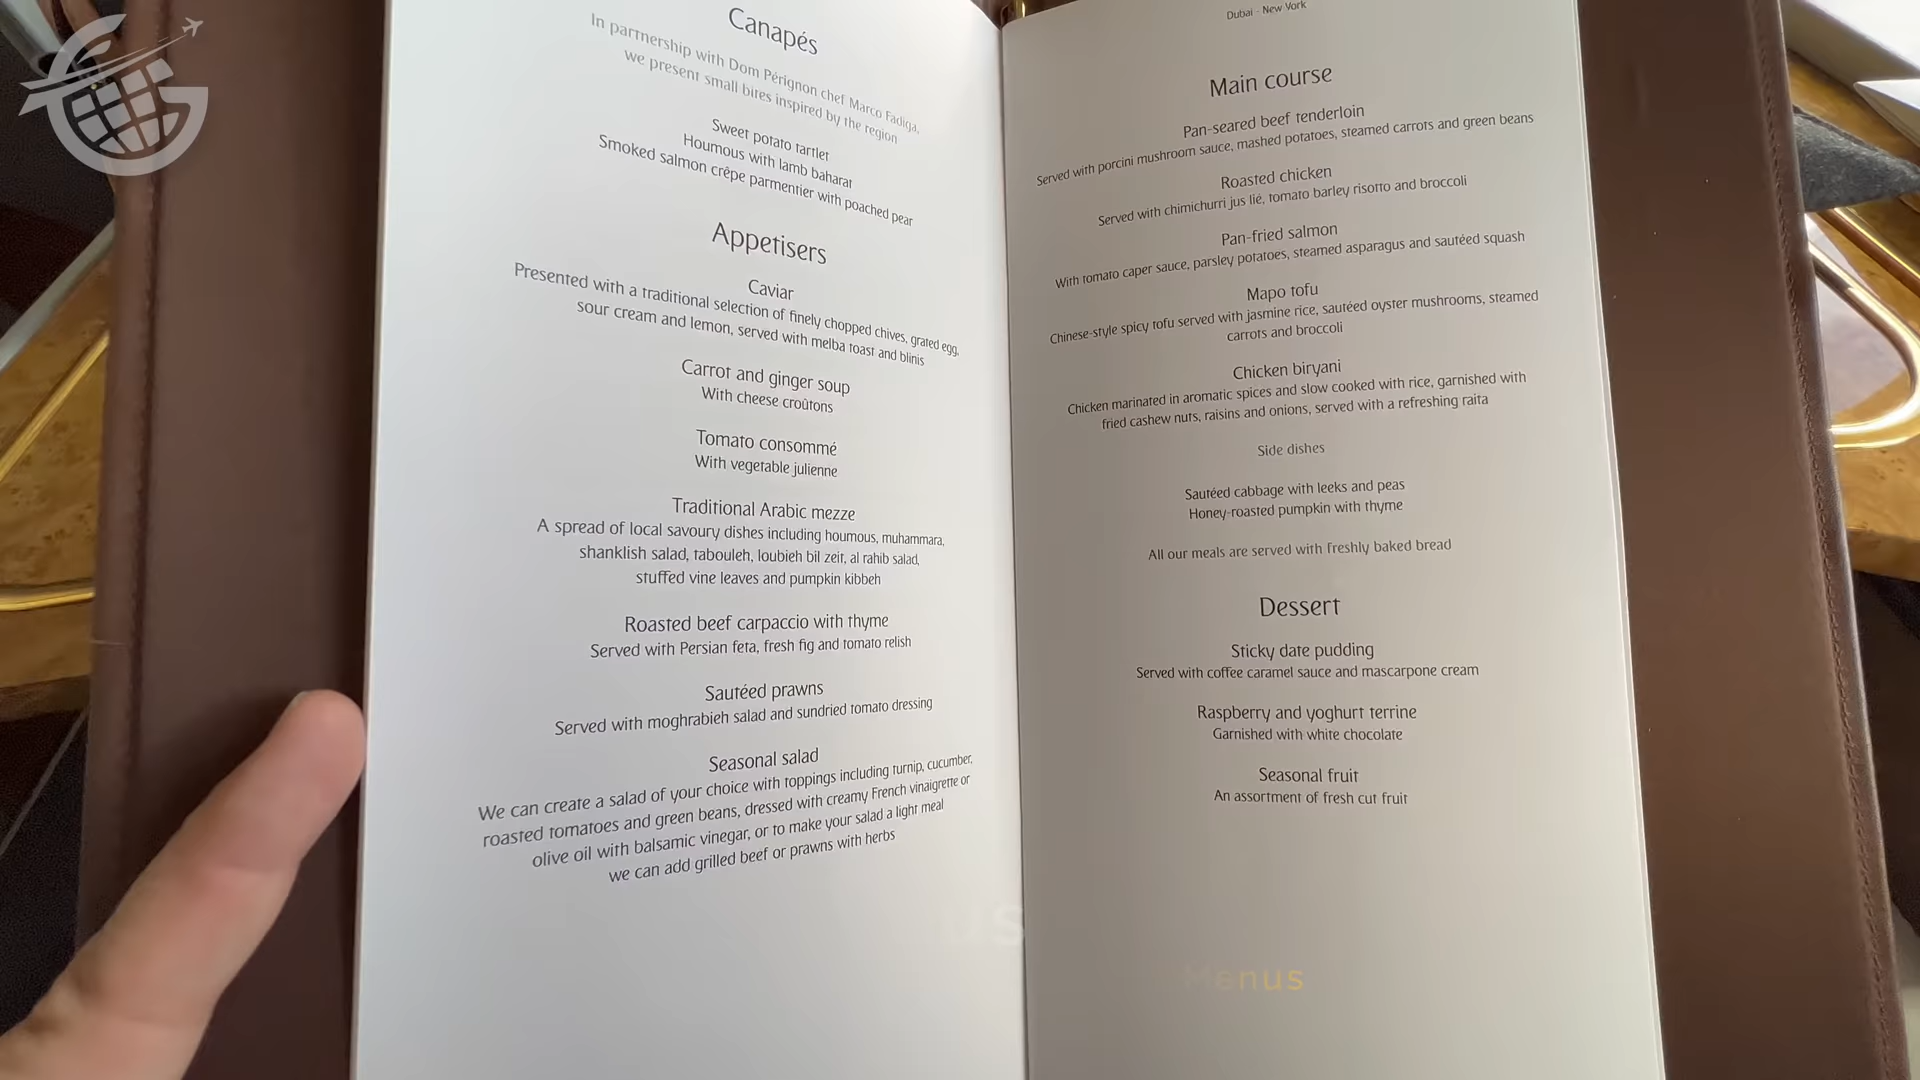 Canapés
In partnership with Dom Pérignon chef Marco Fadiga,
we present small bites inspired by the region
Sweet potato tartlet
Houmous with lamb baharat
Smoked salmon crêpe parmentier with poached pear
Appetisers
Caviar
Presented with a traditional selection of finely chopped chives, grated egg,
sour cream and lemon, served with melba toast and blinis
Carrot and ginger soup
With cheese croûtons
Tomato consommé
With vegetable julienne
Traditional Arabic mezze
A spread of local savoury dishes including houmous, muhammara,
shanklish salad, tabouleh, loubieh bil zeit, al rahib salad,
stuffed vine leaves and pumpkin kibbeh
Roasted beef carpaccio with thyme
Served with Persian feta, fresh fig and tomato relish
Sautéed prawns
Served with moghrabieh salad and sundried tomato dressing
Seasonal salad
We can create a salad of your choice with toppings including turnip, cucumber,
roasted tomatoes and green beans, dressed with creamy French vinaigrette or
olive oil with balsamic vinegar, or to make your salad a light meal
we can add grilled beef or prawns with herbs
Dubai - New York
Main course
Pan-seared beef tenderloin
Served with porcini mushroom sauce, mashed potatoes, steamed carrots and green beans
Roasted chicken
Served with chimichurri jus lié, tomato barley risotto and broccoli
Pan-fried salmon
With tomato caper sauce, parsley potatoes, steamed asparagus and sautéed squash
Mapo tofu
Chinese-style spicy tofu served with jasmine rice, sautéed oyster mushrooms, steamed
carrots and broccoli
Chicken biryani
Chicken marinated in aromatic spices and slow cooked with rice, garnished with
fried cashew nuts, raisins and onions, served with a refreshing raita
Side dishes
Sautéed cabbage with leeks and peas
Honey-roasted pumpkin with thyme
All our meals are served with freshly baked bread
Dessert
Sticky date pudding
Served with coffee caramel sauce and mascarpone cream
Raspberry and yoghurt terrine
Garnished with white chocolate
Seasonal fruit
An assortment of fresh cut fruit
Menus